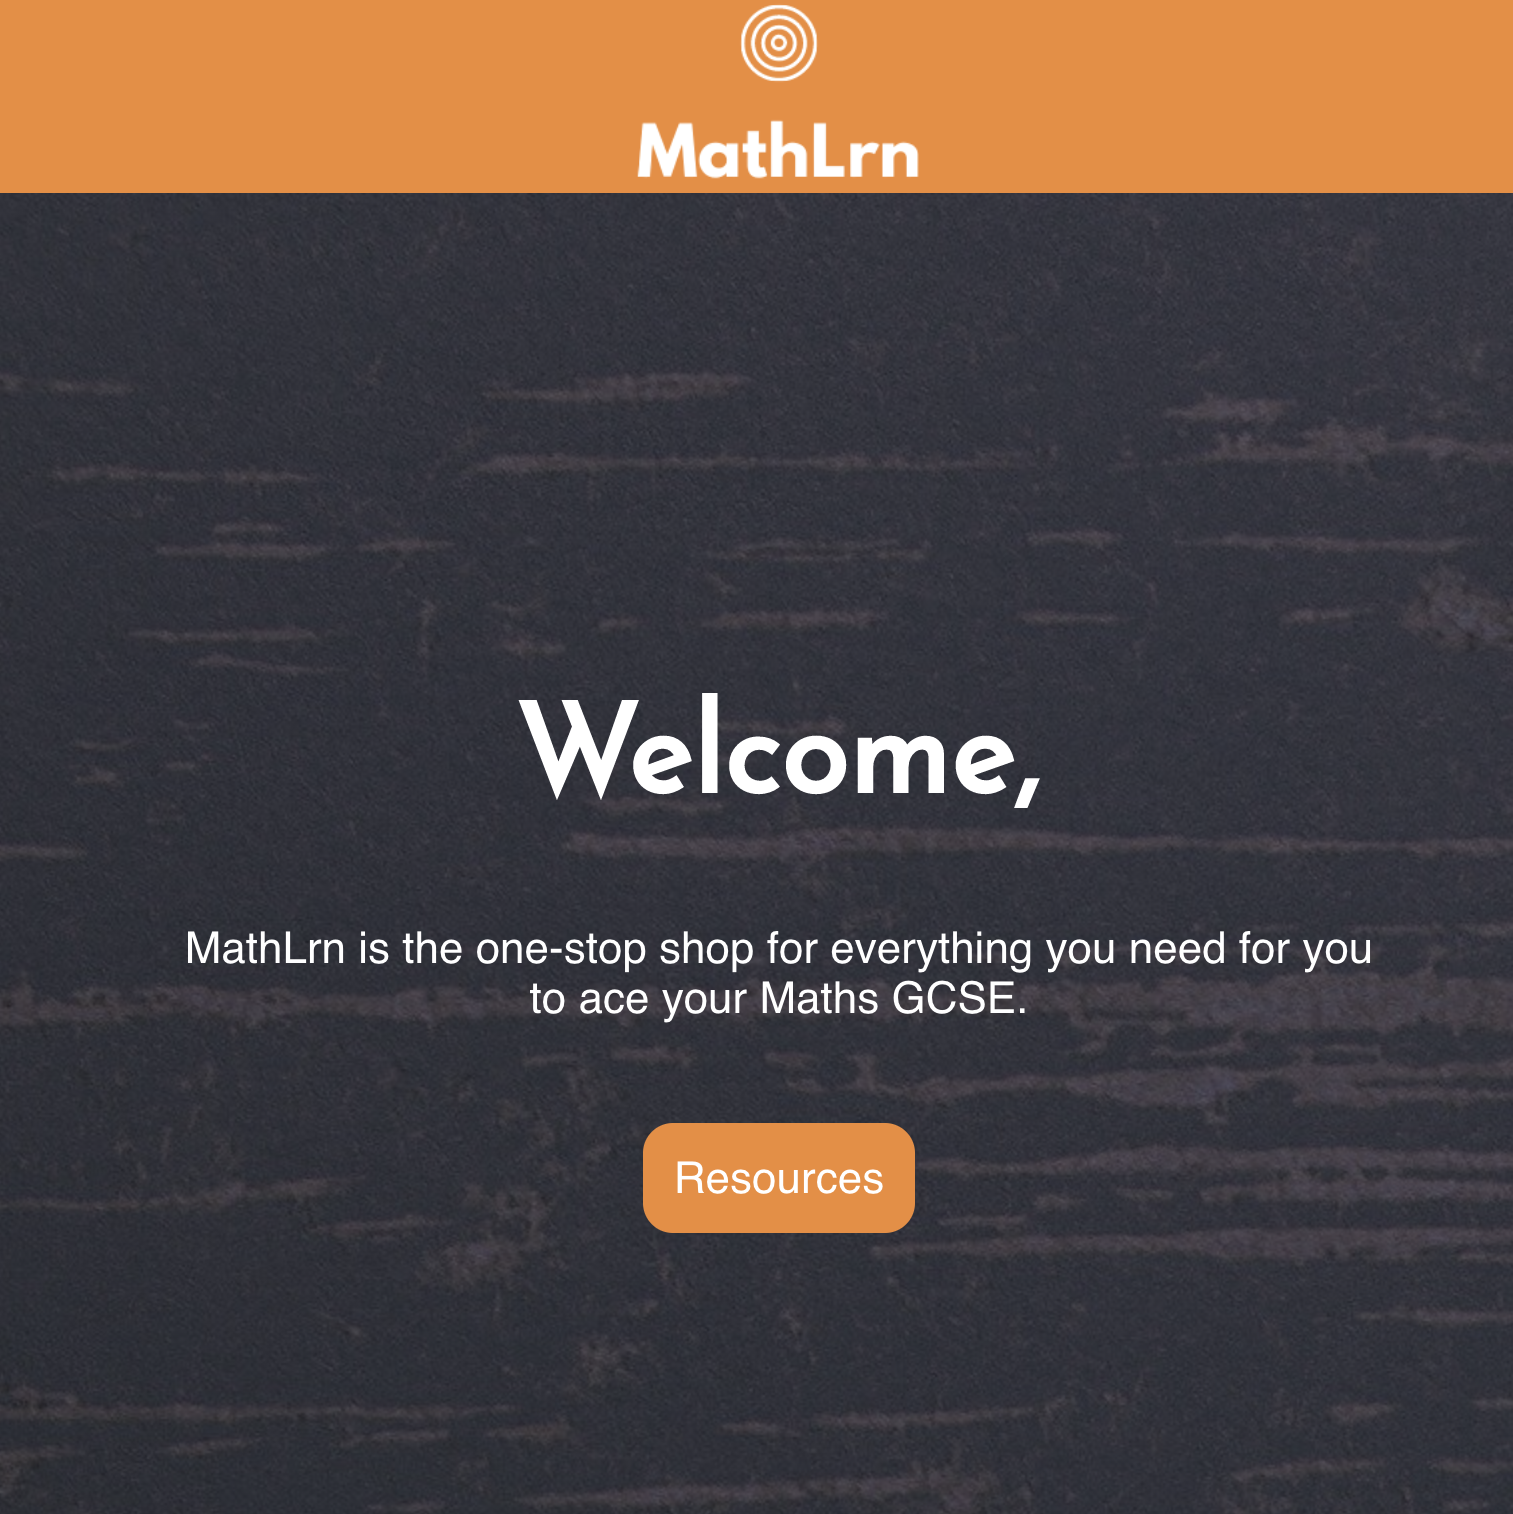 MathLrn
Welcome,
MathLrn is the one-stop shop for everything you need for you
to ace your Maths GCSE.
Resources